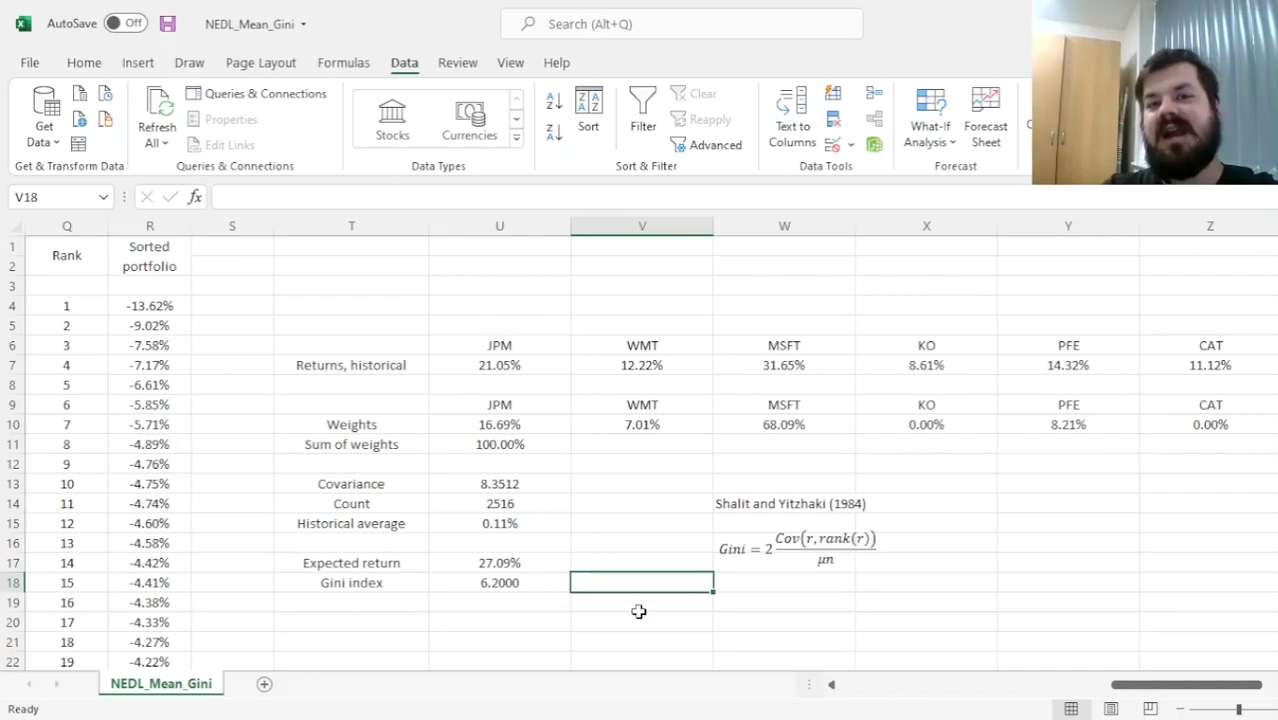 AutoSave Off NEDL_Mean_Gini Search (Alt+Q)
File Home Insert Draw Page Layout Formulas Data Review View Help
Get Data
Refresh All
Queries & Connections
Properties
Edit Links
Stocks
Currencies
Sort
Filter
Clear
Reapply
Advanced
Text to Columns
What-If Analysis
Forecast Sheet
Get & Transform Data Queries & Connections Data Types Sort & Filter Data Tools Forecast
V18 fx
Q R S T U V W X Y Z
1 Rank Sorted
2 portfolio
3
4 1 -13.62%
5 2 -9.02%
6 3 -7.58% JPM WMT MSFT KO PFE CAT
7 4 -7.17% Returns, historical 21.05% 12.22% 31.65% 8.61% 14.32% 11.12%
8 5 -6.61%
9 6 -5.85% JPM WMT MSFT KO PFE CAT
10 7 -5.71% Weights 16.69% 7.01% 68.09% 0.00% 8.21% 0.00%
11 8 -4.89% Sum of weights 100.00%
12 9 -4.76%
13 10 -4.75% Covariance 8.3512
14 11 -4.74% Count 2516 Shalit and Yitzhaki (1984)
15 12 -4.60% Historical average 0.11%
16 13 -4.58% Gini = 2 Cov(r, rank(r)) / μn
17 14 -4.42% Expected return 27.09%
18 15 -4.41% Gini index 6.2000
19 16 -4.38%
20 17 -4.33%
21 18 -4.27%
22 19 -4.22%
NEDL_Mean_Gini
Ready